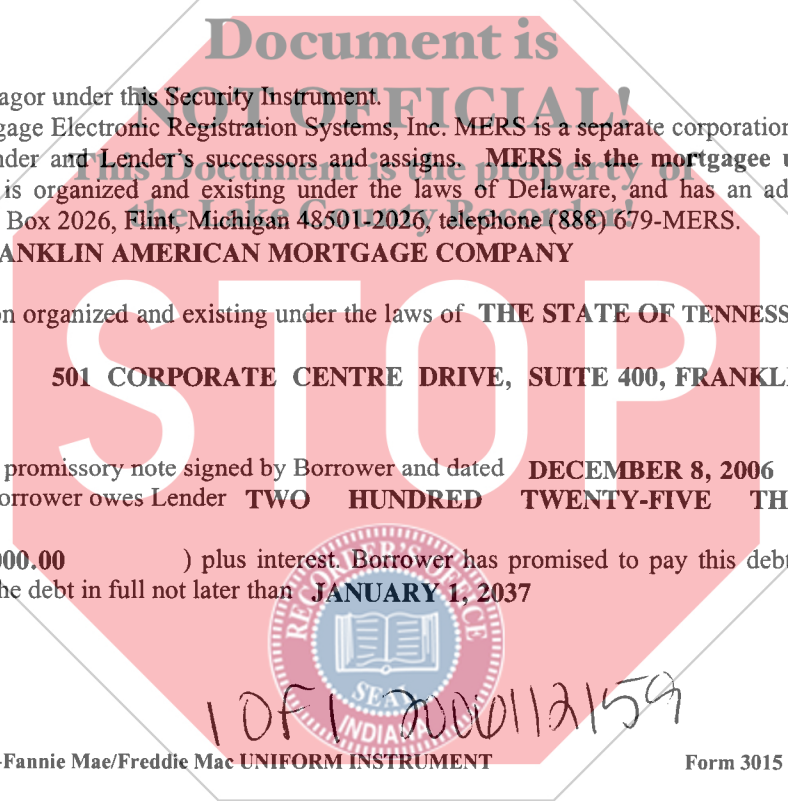 Document is
NOT OFFICIAL!
This Document is the property of
the Lake County Recorder!
STOP
agor under this Security Instrument.
gage Electronic Registration Systems, Inc. MERS is a separate corporation
nder and Lender's successors and assigns. MERS is the mortgagee u
is organized and existing under the laws of Delaware, and has an ad
Box 2026, Flint, Michigan 48501-2026, telephone (888) 679-MERS.
ANKLIN AMERICAN MORTGAGE COMPANY
on organized and existing under the laws of THE STATE OF TENNESS
501 CORPORATE CENTRE DRIVE, SUITE 400, FRANKL
promissory note signed by Borrower and dated DECEMBER 8, 2006
orrower owes Lender TWO HUNDRED TWENTY-FIVE TH
000.00 ) plus interest. Borrower has promised to pay this debt
he debt in full not later than JANUARY 1, 2037
RECORDER'S OFFICE
SEAL
INDIANA
1 OF 1 2006112159
-Fannie Mae/Freddie Mac UNIFORM INSTRUMENT Form 3015